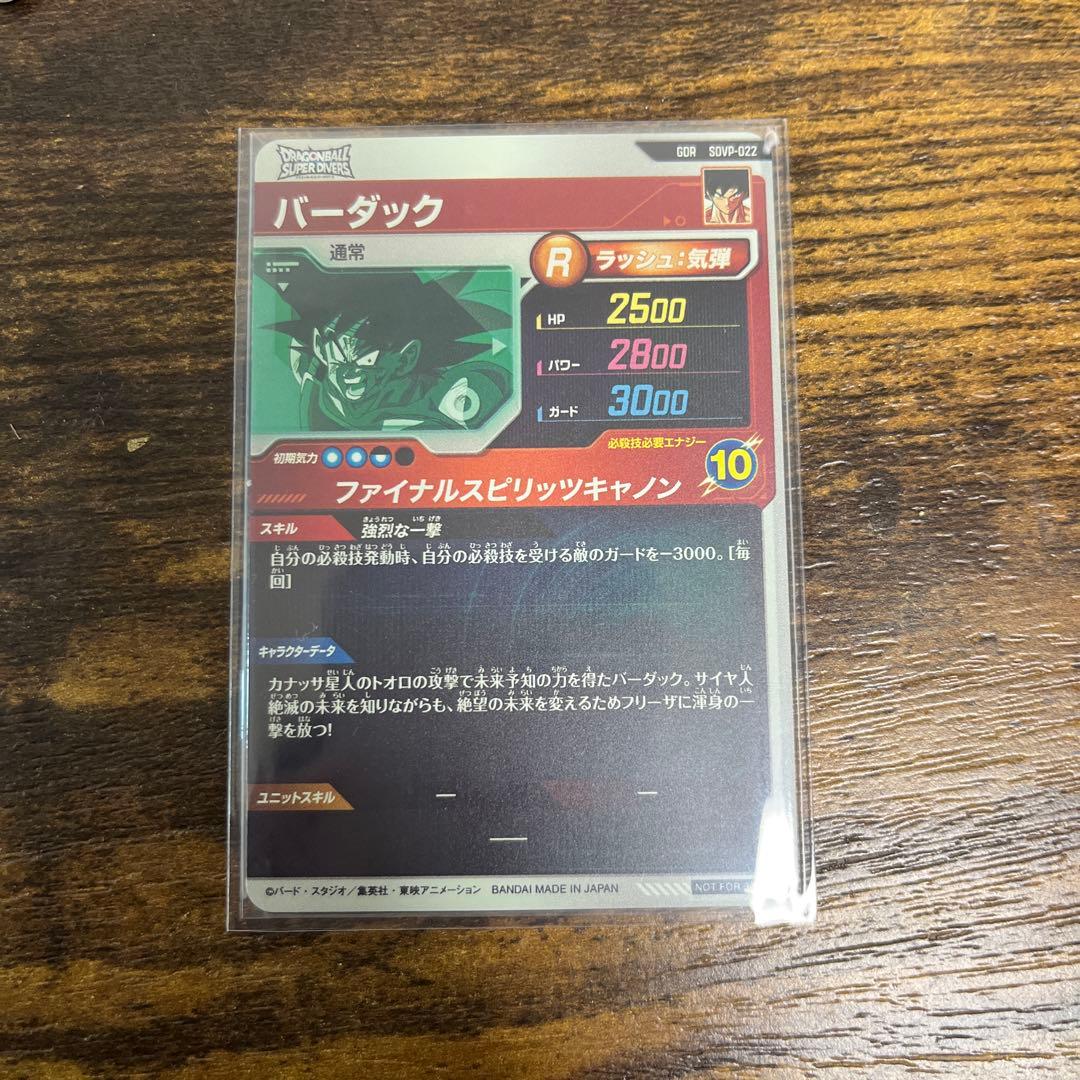 DRAGONBALL
SUPER DIVERS
GDR SDVP-022
バーダック
通常
R ラッシュ:気弾
HP 2500
パワー 2800
ガード 3000
必殺技必要エナジー
10
初期気力
ファイナルスピリッツキャノン
スキル 強烈な一撃
自分の必殺技発動時、自分の必殺技を受ける敵のガードを-3000。[毎
回]
キャラクターデータ
カナッサ星人のトオロの攻撃で未来予知の力を得たバーダック。サイヤ人
絶滅の未来を知りながらも、絶望の未来を変えるためフリーザに渾身の一
撃を放つ!
ユニットスキル — —
—
©バード・スタジオ/集英社・東映アニメーション BANDAI MADE IN JAPAN
NOT FOR